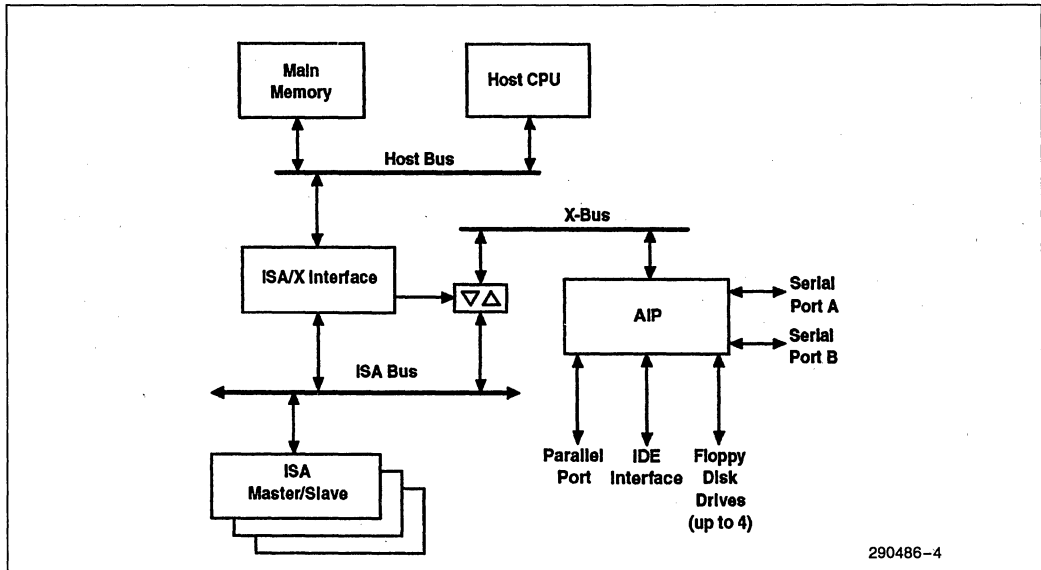 Main
Memory
Host CPU
Host Bus
X-Bus
ISA/X Interface
AIP
Serial
Port A
Serial
Port B
ISA Bus
ISA
Master/Slave
Parallel
Port
IDE
Interface
Floppy
Disk
Drives
(up to 4)
290486–4